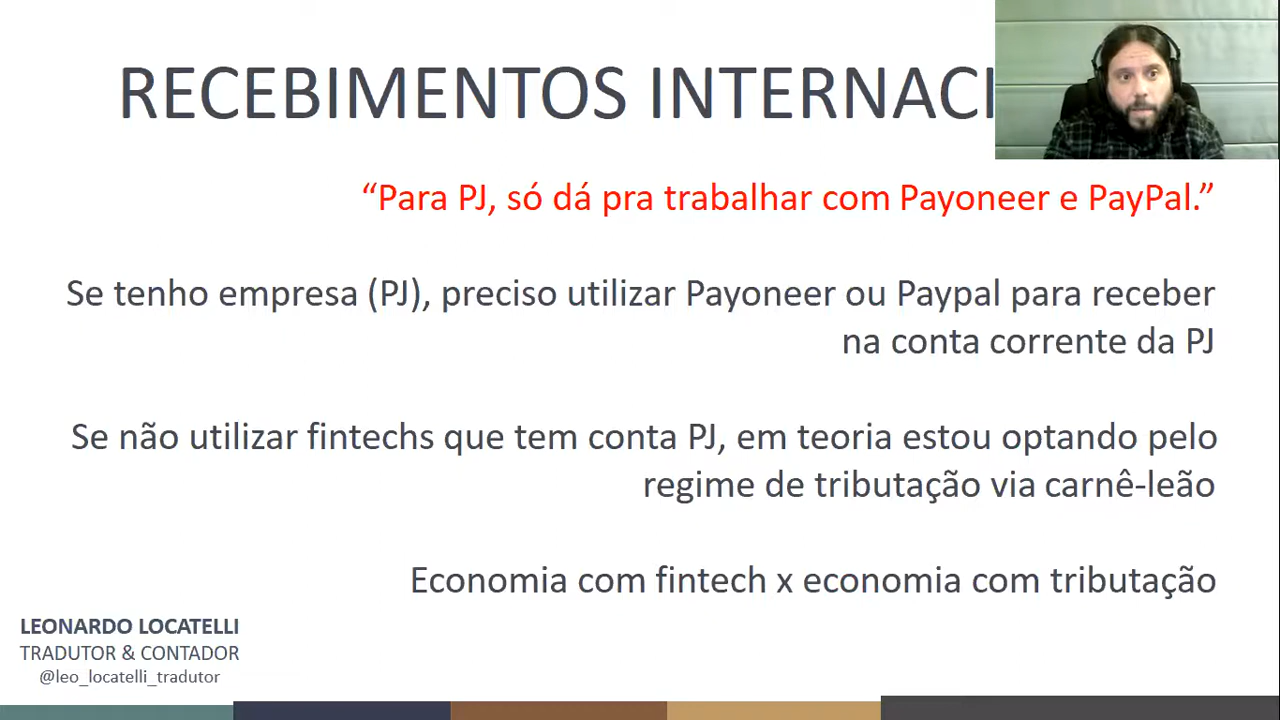 RECEBIMENTOS INTERNACI
“Para PJ, só dá pra trabalhar com Payoneer e PayPal.”
Se tenho empresa (PJ), preciso utilizar Payoneer ou Paypal para receber
na conta corrente da PJ
Se não utilizar fintechs que tem conta PJ, em teoria estou optando pelo
regime de tributação via carnê-leão
Economia com fintech x economia com tributação
LEONARDO LOCATELLI
TRADUTOR & CONTADOR
@leo_locatelli_tradutor